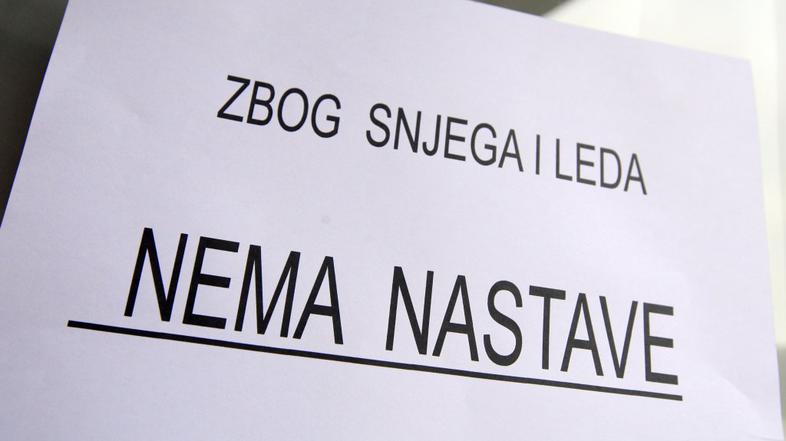 ZBOG SNJEGA I LEDA
NEMA NASTAVE